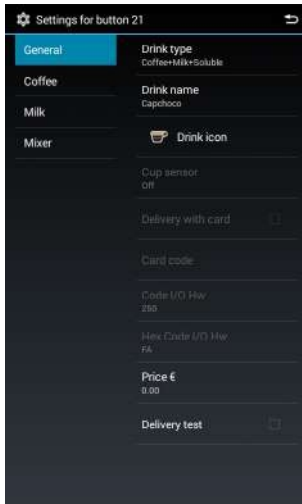 Settings for button 21
General
Coffee
Milk
Mixer
Drink type
Coffee+Milk+Soluble
Drink name
Capchoco
Drink icon
Cup sensor
Off
Delivery with card
Card code
Code I/O Hw
250
Hex Code I/O Hw
FA
Price €
0.00
Delivery test